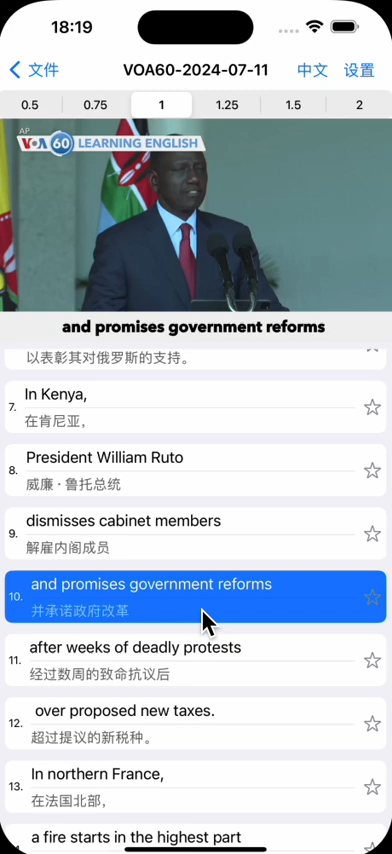 18:19
文件
VOA60-2024-07-11
中文 设置
0.5 0.75 1 1.25 1.5 2
AP
VOA 60 LEARNING ENGLISH
and promises government reforms
以表彰其对俄罗斯的支持。
7. In Kenya,
在肯尼亚，
8. President William Ruto
威廉·鲁托总统
9. dismisses cabinet members
解雇内阁成员
10. and promises government reforms
并承诺政府改革
11. after weeks of deadly protests
经过数周的致命抗议后
12. over proposed new taxes.
超过提议的新税种。
13. In northern France,
在法国北部，
a fire starts in the highest part